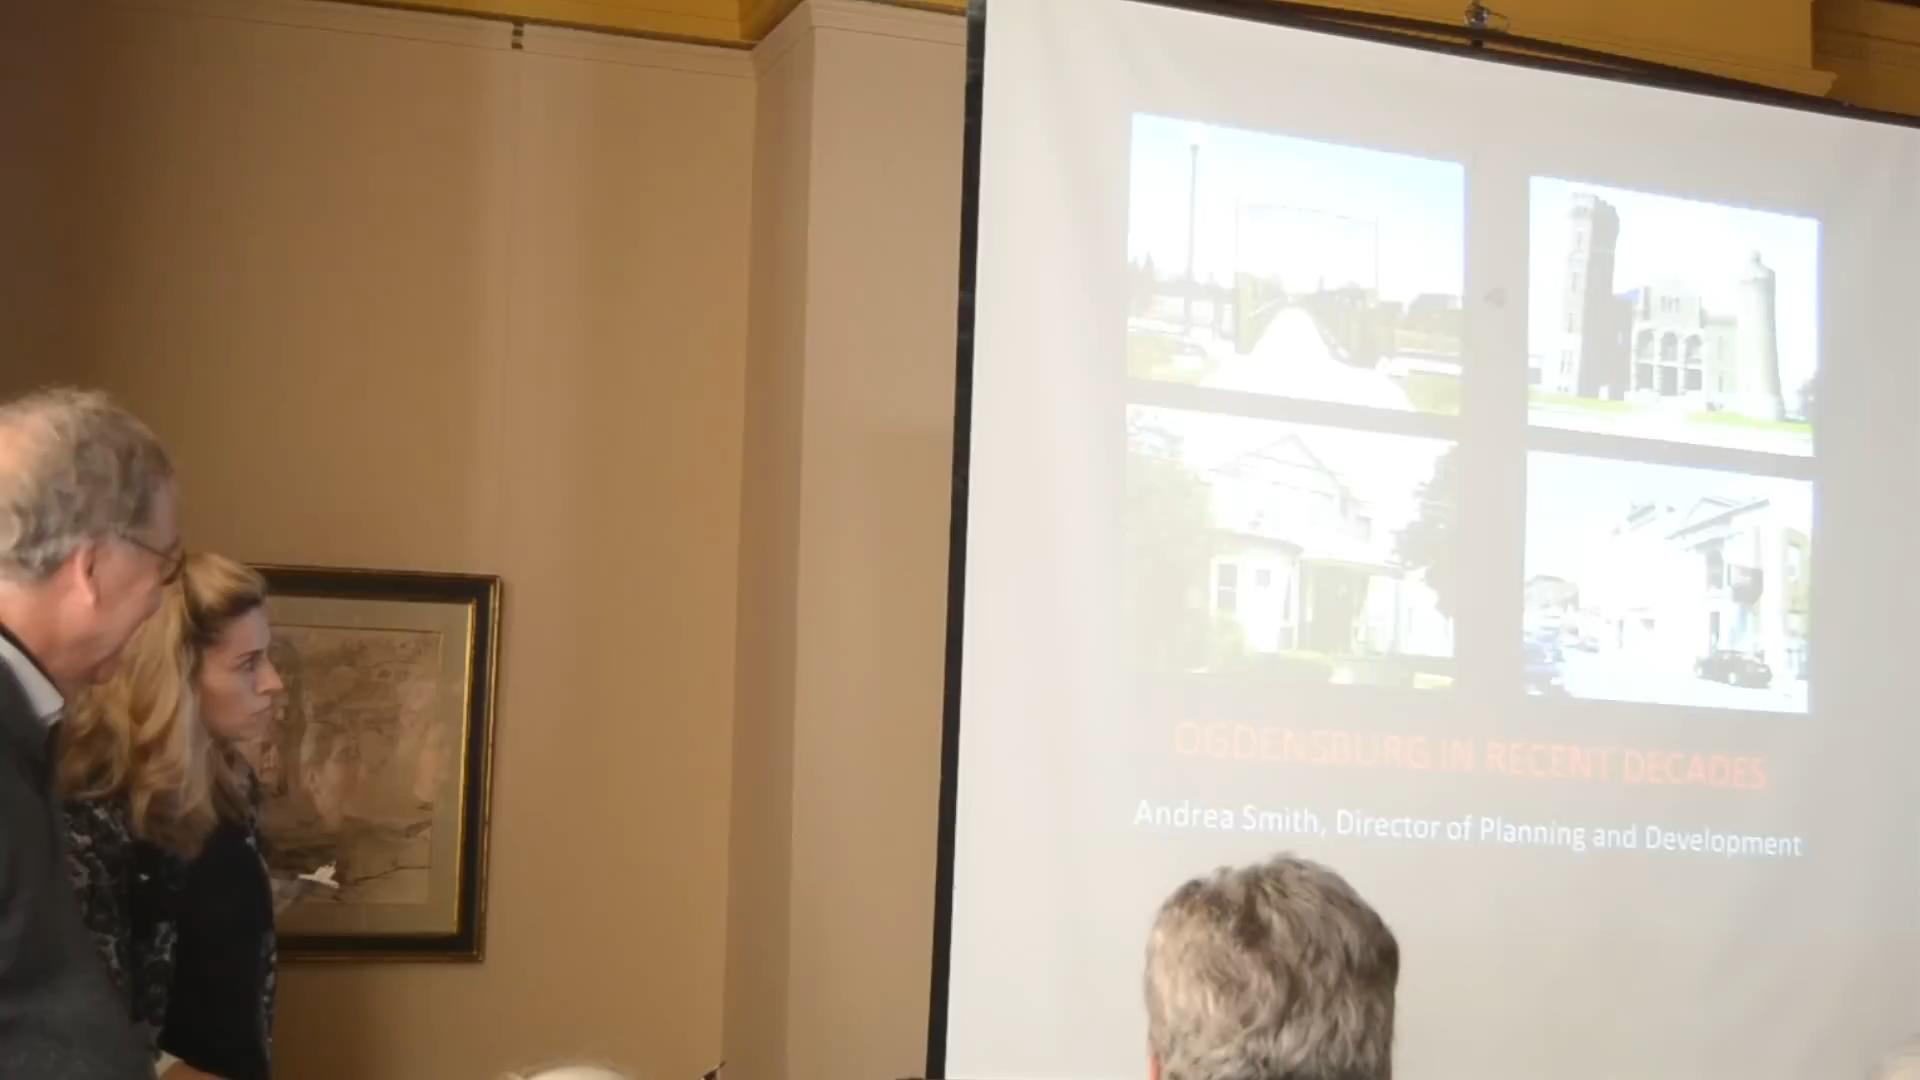 OGDENSBURG IN RECENT DECADES
Andrea Smith, Director of Planning and Development